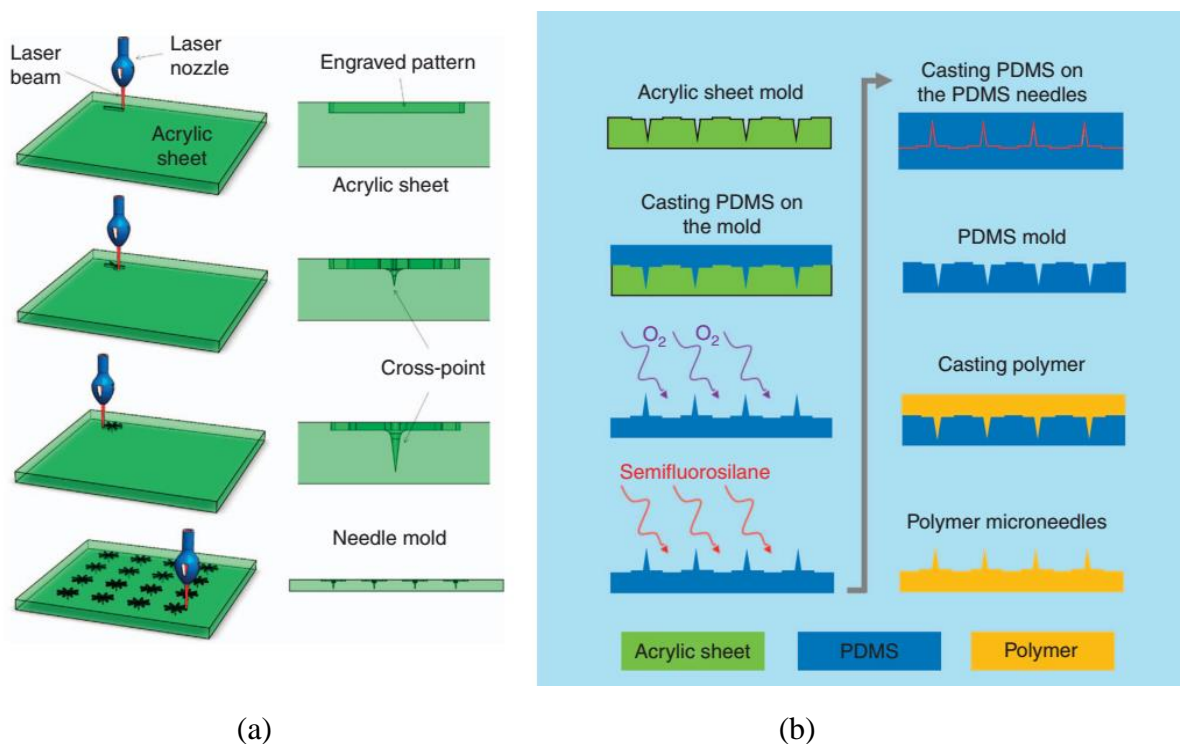 Laser
beam
Laser
nozzle
Acrylic
sheet
Engraved pattern
Acrylic sheet
Cross-point
Needle mold
(a)
Acrylic sheet mold
Casting PDMS on
the mold
O2
O2
Semifluorosilane
Casting PDMS on
the PDMS needles
PDMS mold
Casting polymer
Polymer microneedles
Acrylic sheet
PDMS
Polymer
(b)